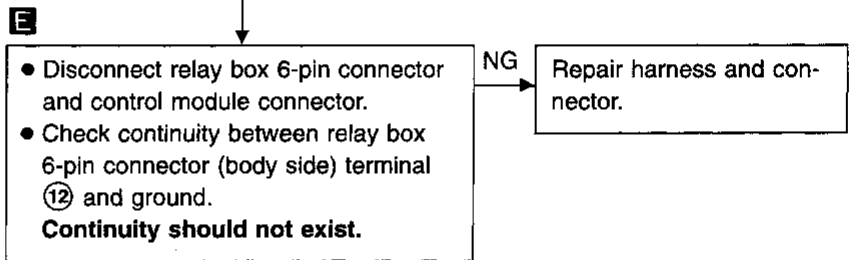 E
● Disconnect relay box 6-pin connector
and control module connector.
● Check continuity between relay box
6-pin connector (body side) terminal
⑫ and ground.
Continuity should not exist.
NG
Repair harness and con-
nector.